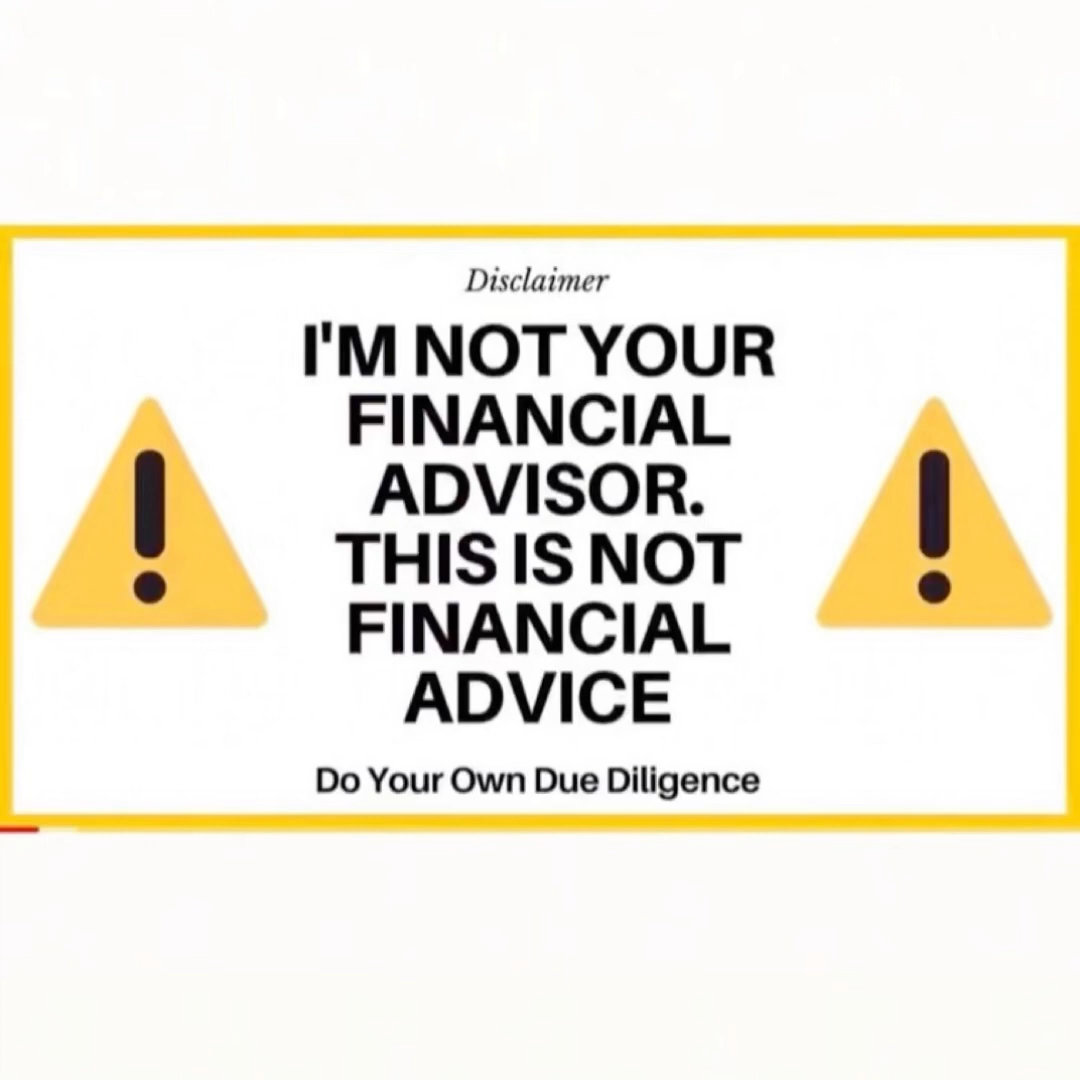 Disclaimer
I'M NOT YOUR
FINANCIAL
ADVISOR.
THIS IS NOT
FINANCIAL
ADVICE
Do Your Own Due Diligence